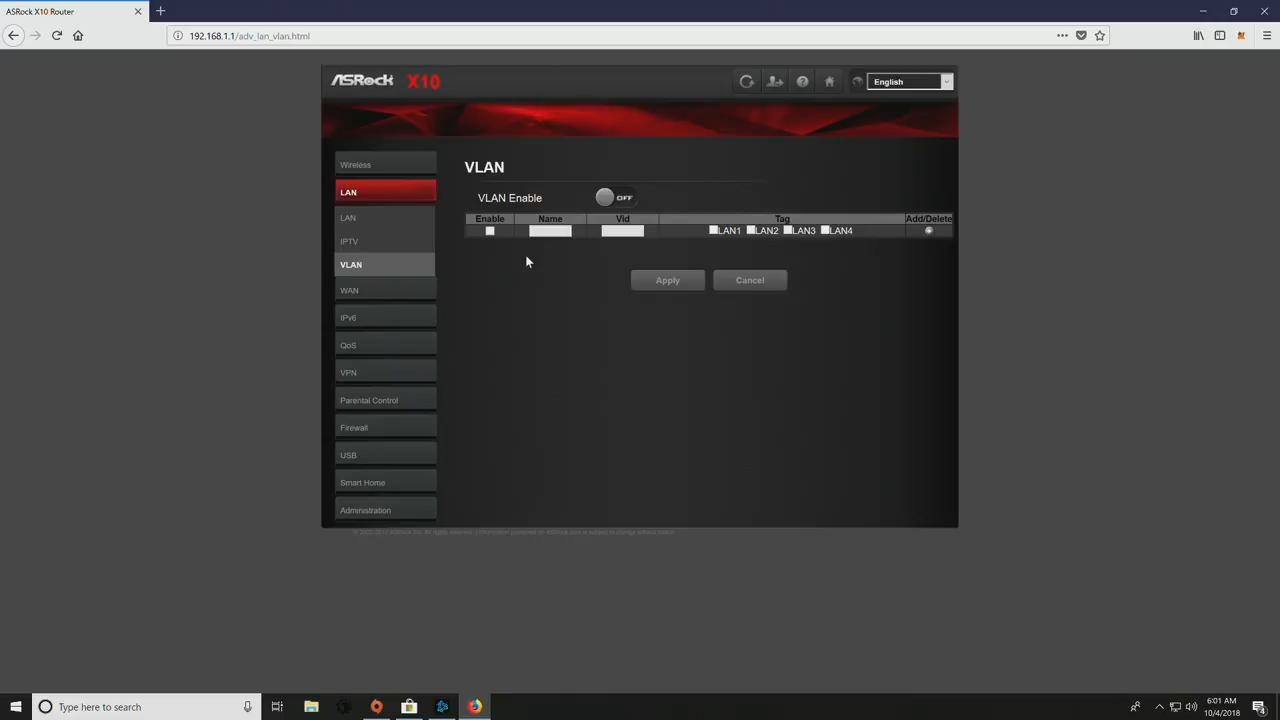 ASRock X10 Router
192.168.1.1/adv_lan_vlan.html
ASRock X10
English
Wireless
LAN
LAN
IPTV
VLAN
WAN
IPv6
QoS
VPN
Parental Control
Firewall
USB
Smart Home
Administration
VLAN
VLAN Enable OFF
Enable Name Vid Tag Add/Delete
LAN1 LAN2 LAN3 LAN4
Apply Cancel
Type here to search
6:01 AM
10/4/2018
4